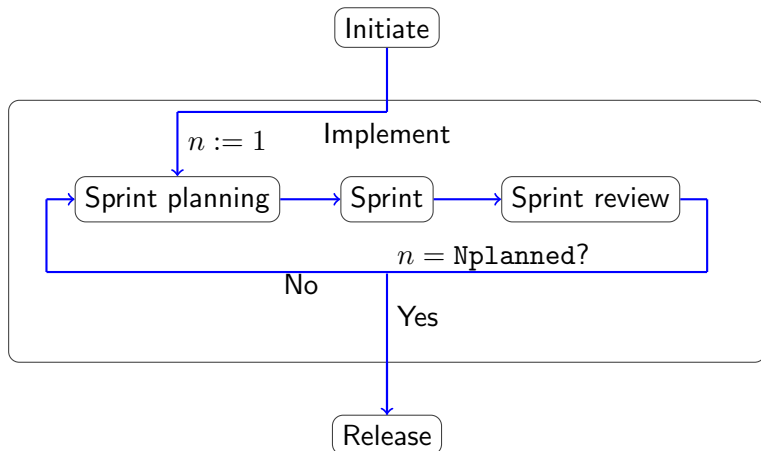 Initiate
Implement
n := 1
Sprint planning
Sprint
Sprint review
n = Nplanned?
No
Yes
Release